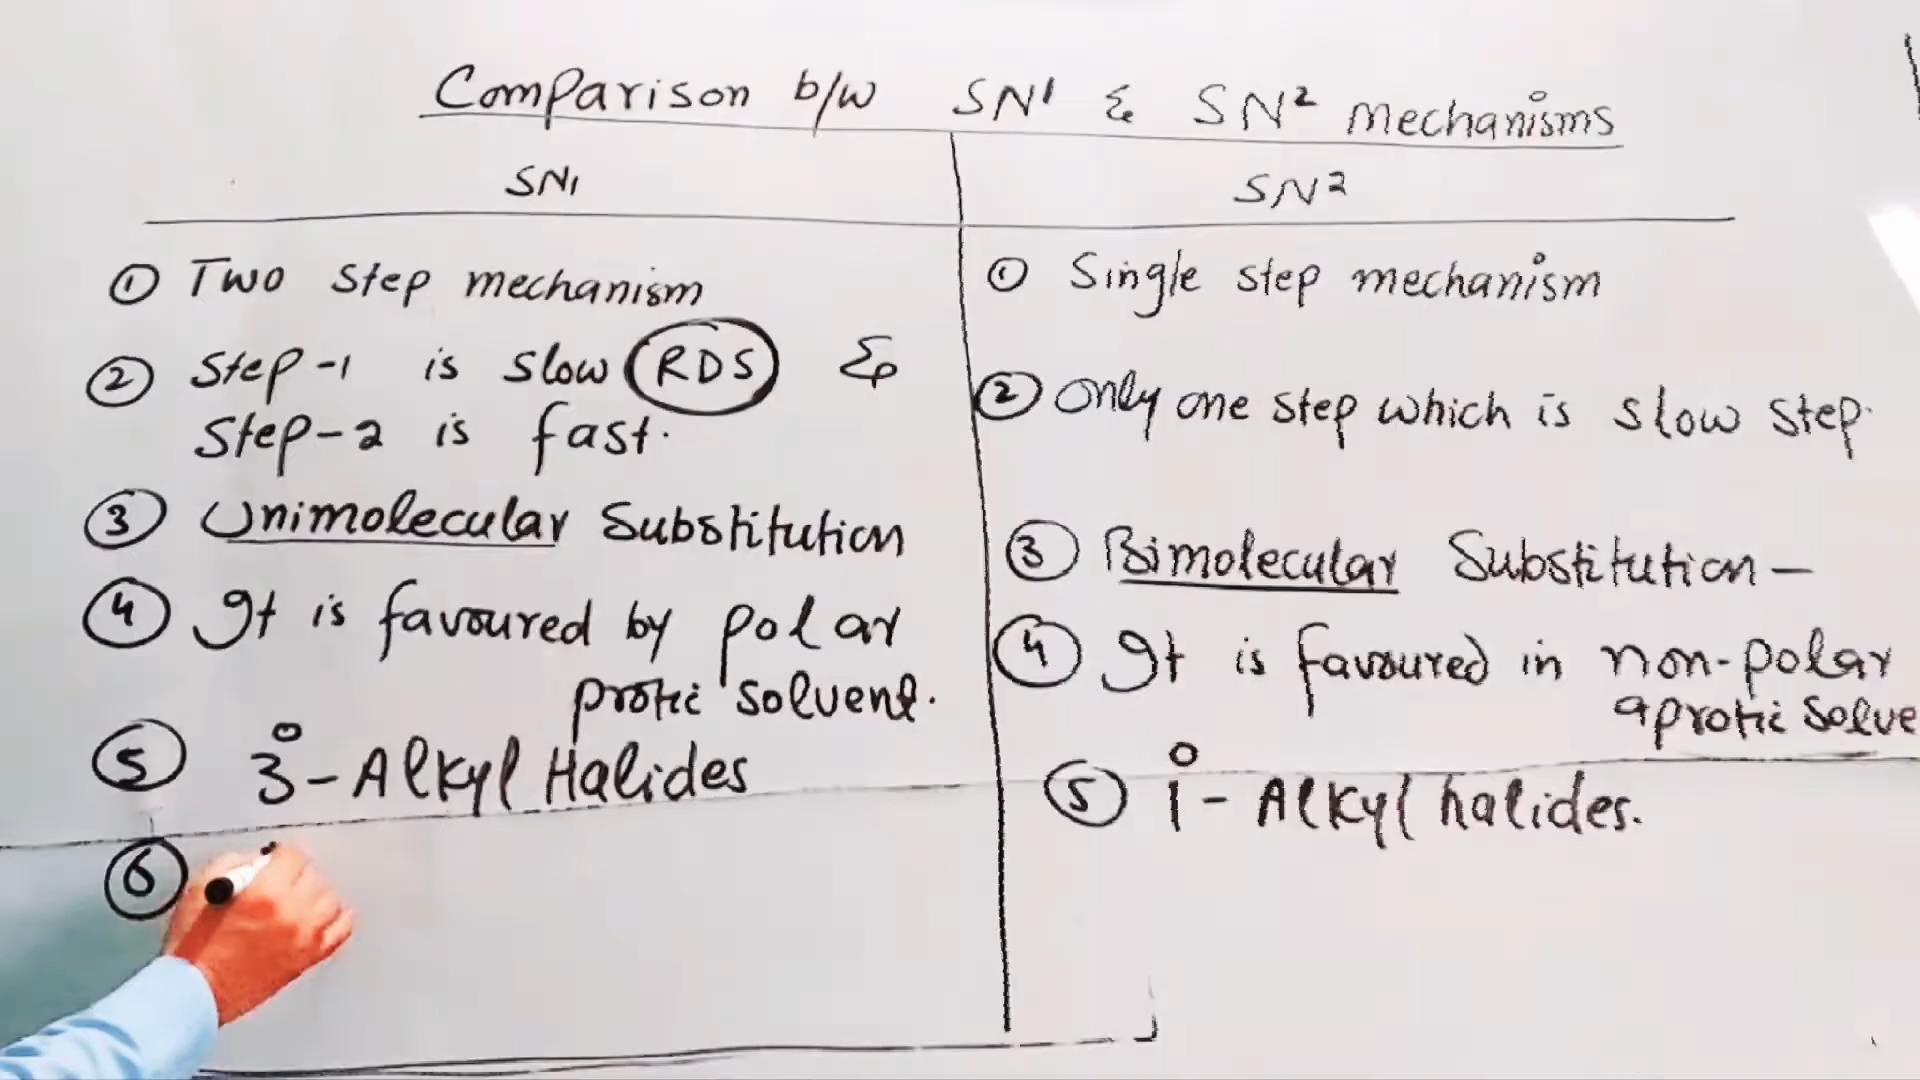 Comparison b/w SN¹ & SN² mechanisms
SN1
① Two step mechanism
② Step-1 is slow RDS &
Step-2 is fast.
③ Unimolecular Substitution
④ It is favoured by polar
protic solvent.
⑤ 3°-Alkyl Halides
⑥
SN²
① Single step mechanism
② Only one step which is slow step.
③ Bimolecular Substitution –
④ It is favoured in non-polar
aprotic Solve
⑤ 1°- Alkyl halides.